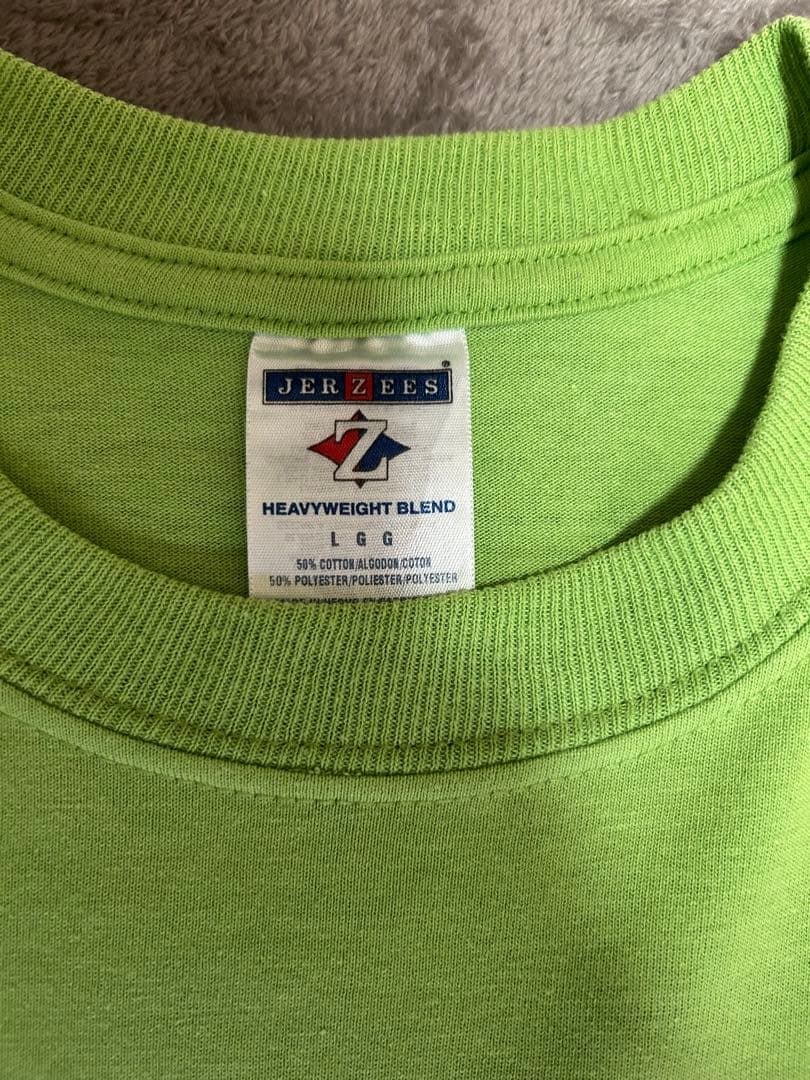 JERZEES®
Z
HEAVYWEIGHT BLEND
L G G
50% COTTON/ALGODON/COTON
50% POLYESTER/POLIESTER/POLYESTER